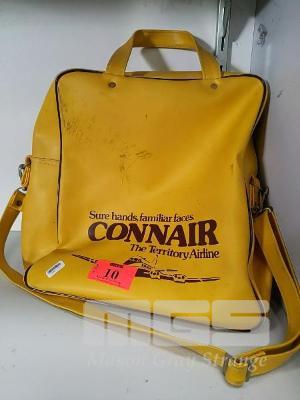 Sure hands, familiar faces
CONNAIR
The Territory Airline
10
MGS
Mason Gray Strange